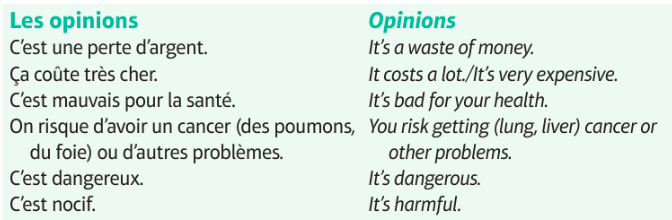 Les opinions Opinions
C'est une perte d'argent. It's a waste of money.
Ça coûte très cher. It costs a lot./It's very expensive.
C'est mauvais pour la santé. It's bad for your health.
On risque d'avoir un cancer (des poumons, You risk getting (lung, liver) cancer or
du foie) ou d'autres problèmes. other problems.
C'est dangereux. It's dangerous.
C'est nocif. It's harmful.